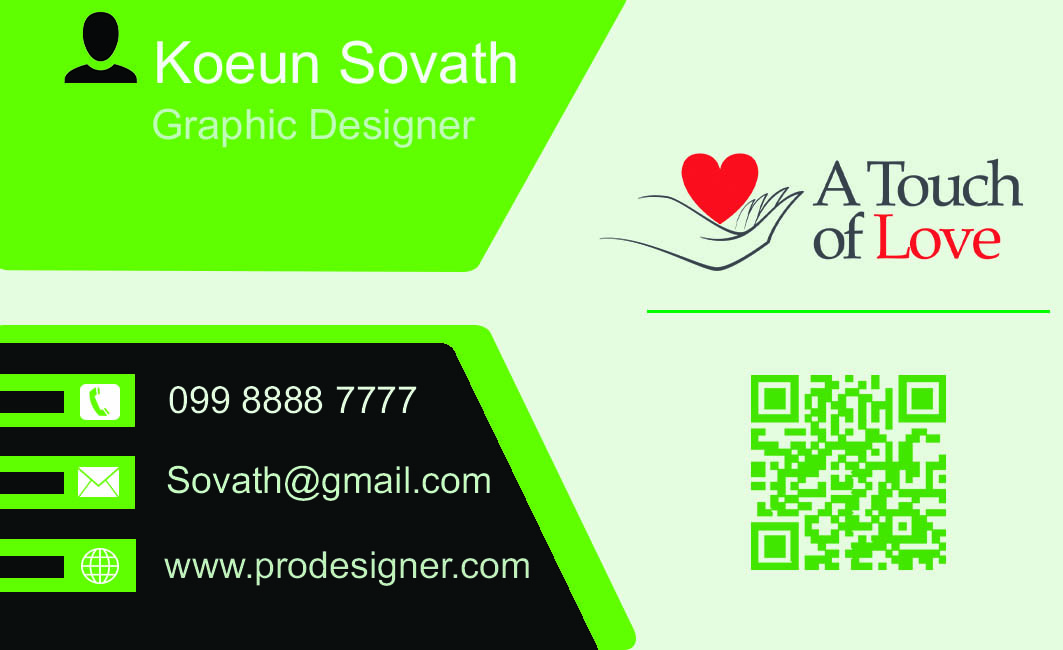 Koeun Sovath
Graphic Designer
A Touch
of Love
099 8888 7777
Sovath@gmail.com
www.prodesigner.com